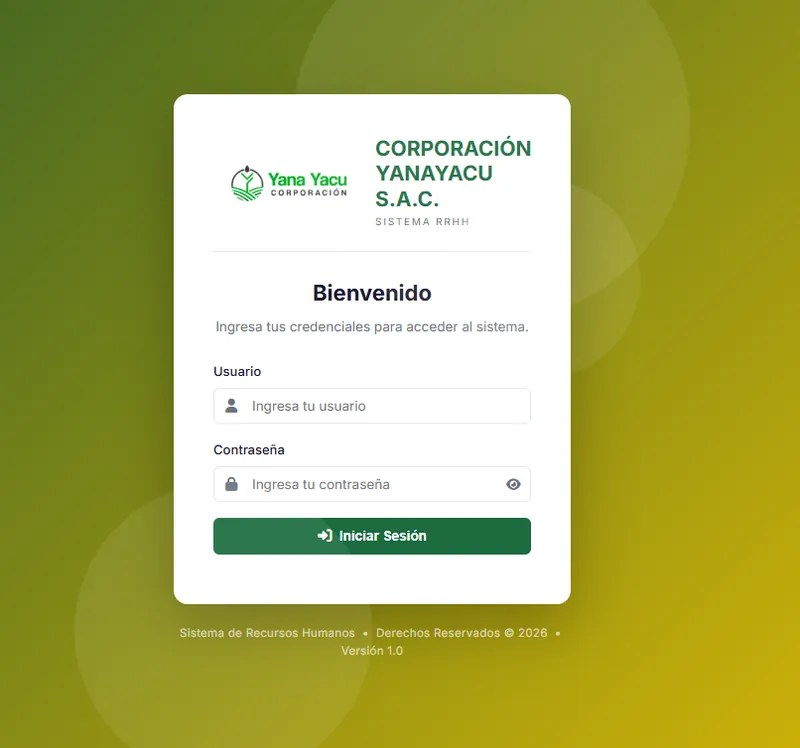 Yana Yacu
CORPORACIÓN
CORPORACIÓN
YANAYACU
S.A.C.
SISTEMA RRHH
Bienvenido
Ingresa tus credenciales para acceder al sistema.
Usuario
Ingresa tu usuario
Contraseña
Ingresa tu contraseña
Iniciar Sesión
Sistema de Recursos Humanos • Derechos Reservados © 2026 •
Versión 1.0